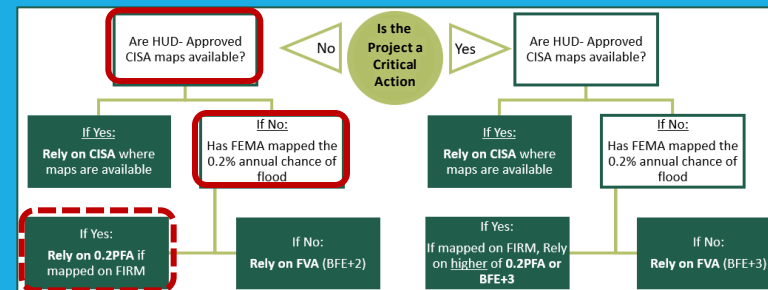 Are HUD- Approved
CISA maps available?
No
Is the
Project a
Critical
Action
Yes
Are HUD- Approved
CISA maps available?
If Yes:
Rely on CISA where
maps are available
If No:
Has FEMA mapped the
0.2% annual chance of
flood
If Yes:
Rely on CISA where
maps are available
If No:
Has FEMA mapped the
0.2% annual chance of
flood
If Yes:
Rely on 0.2PFA if
mapped on FIRM
If No:
Rely on FVA (BFE+2)
If Yes:
If mapped on FIRM, Rely
on higher of 0.2PFA or
BFE+3
If No:
Rely on FVA (BFE+3)